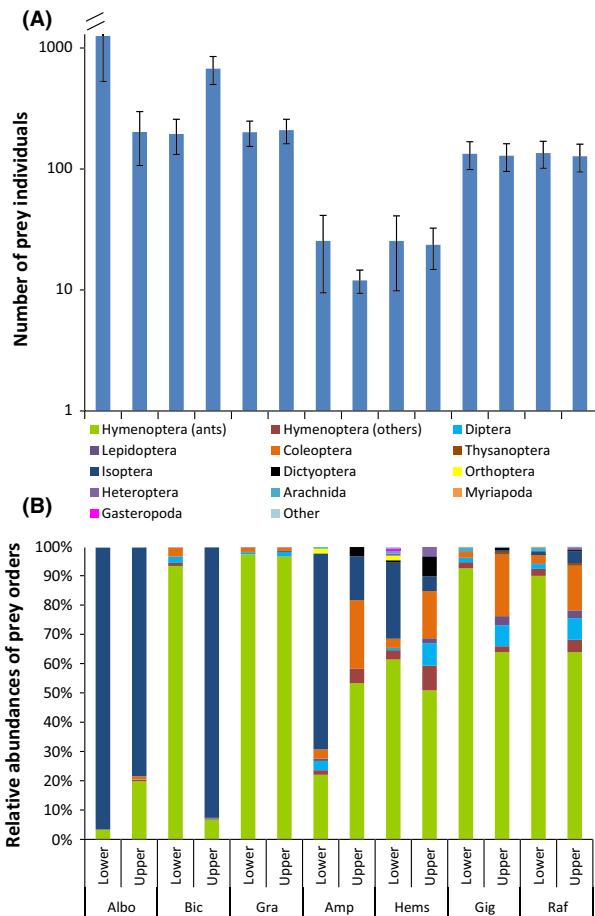 (A)
1000
100
10
1
Number of prey individuals
Hymenoptera (ants) Hymenoptera (others) Diptera
Lepidoptera Coleoptera Thysanoptera
Isoptera Dictyoptera Orthoptera
Heteroptera Arachnida Myriapoda
Gasteropoda Other
(B)
100%
90%
80%
70%
60%
50%
40%
30%
20%
10%
0%
Relative abundances of prey orders
Lower Upper Lower Upper Lower Upper Lower Upper Lower Upper Lower Upper Lower Upper
Albo Bic Gra Amp Hems Gig Raf